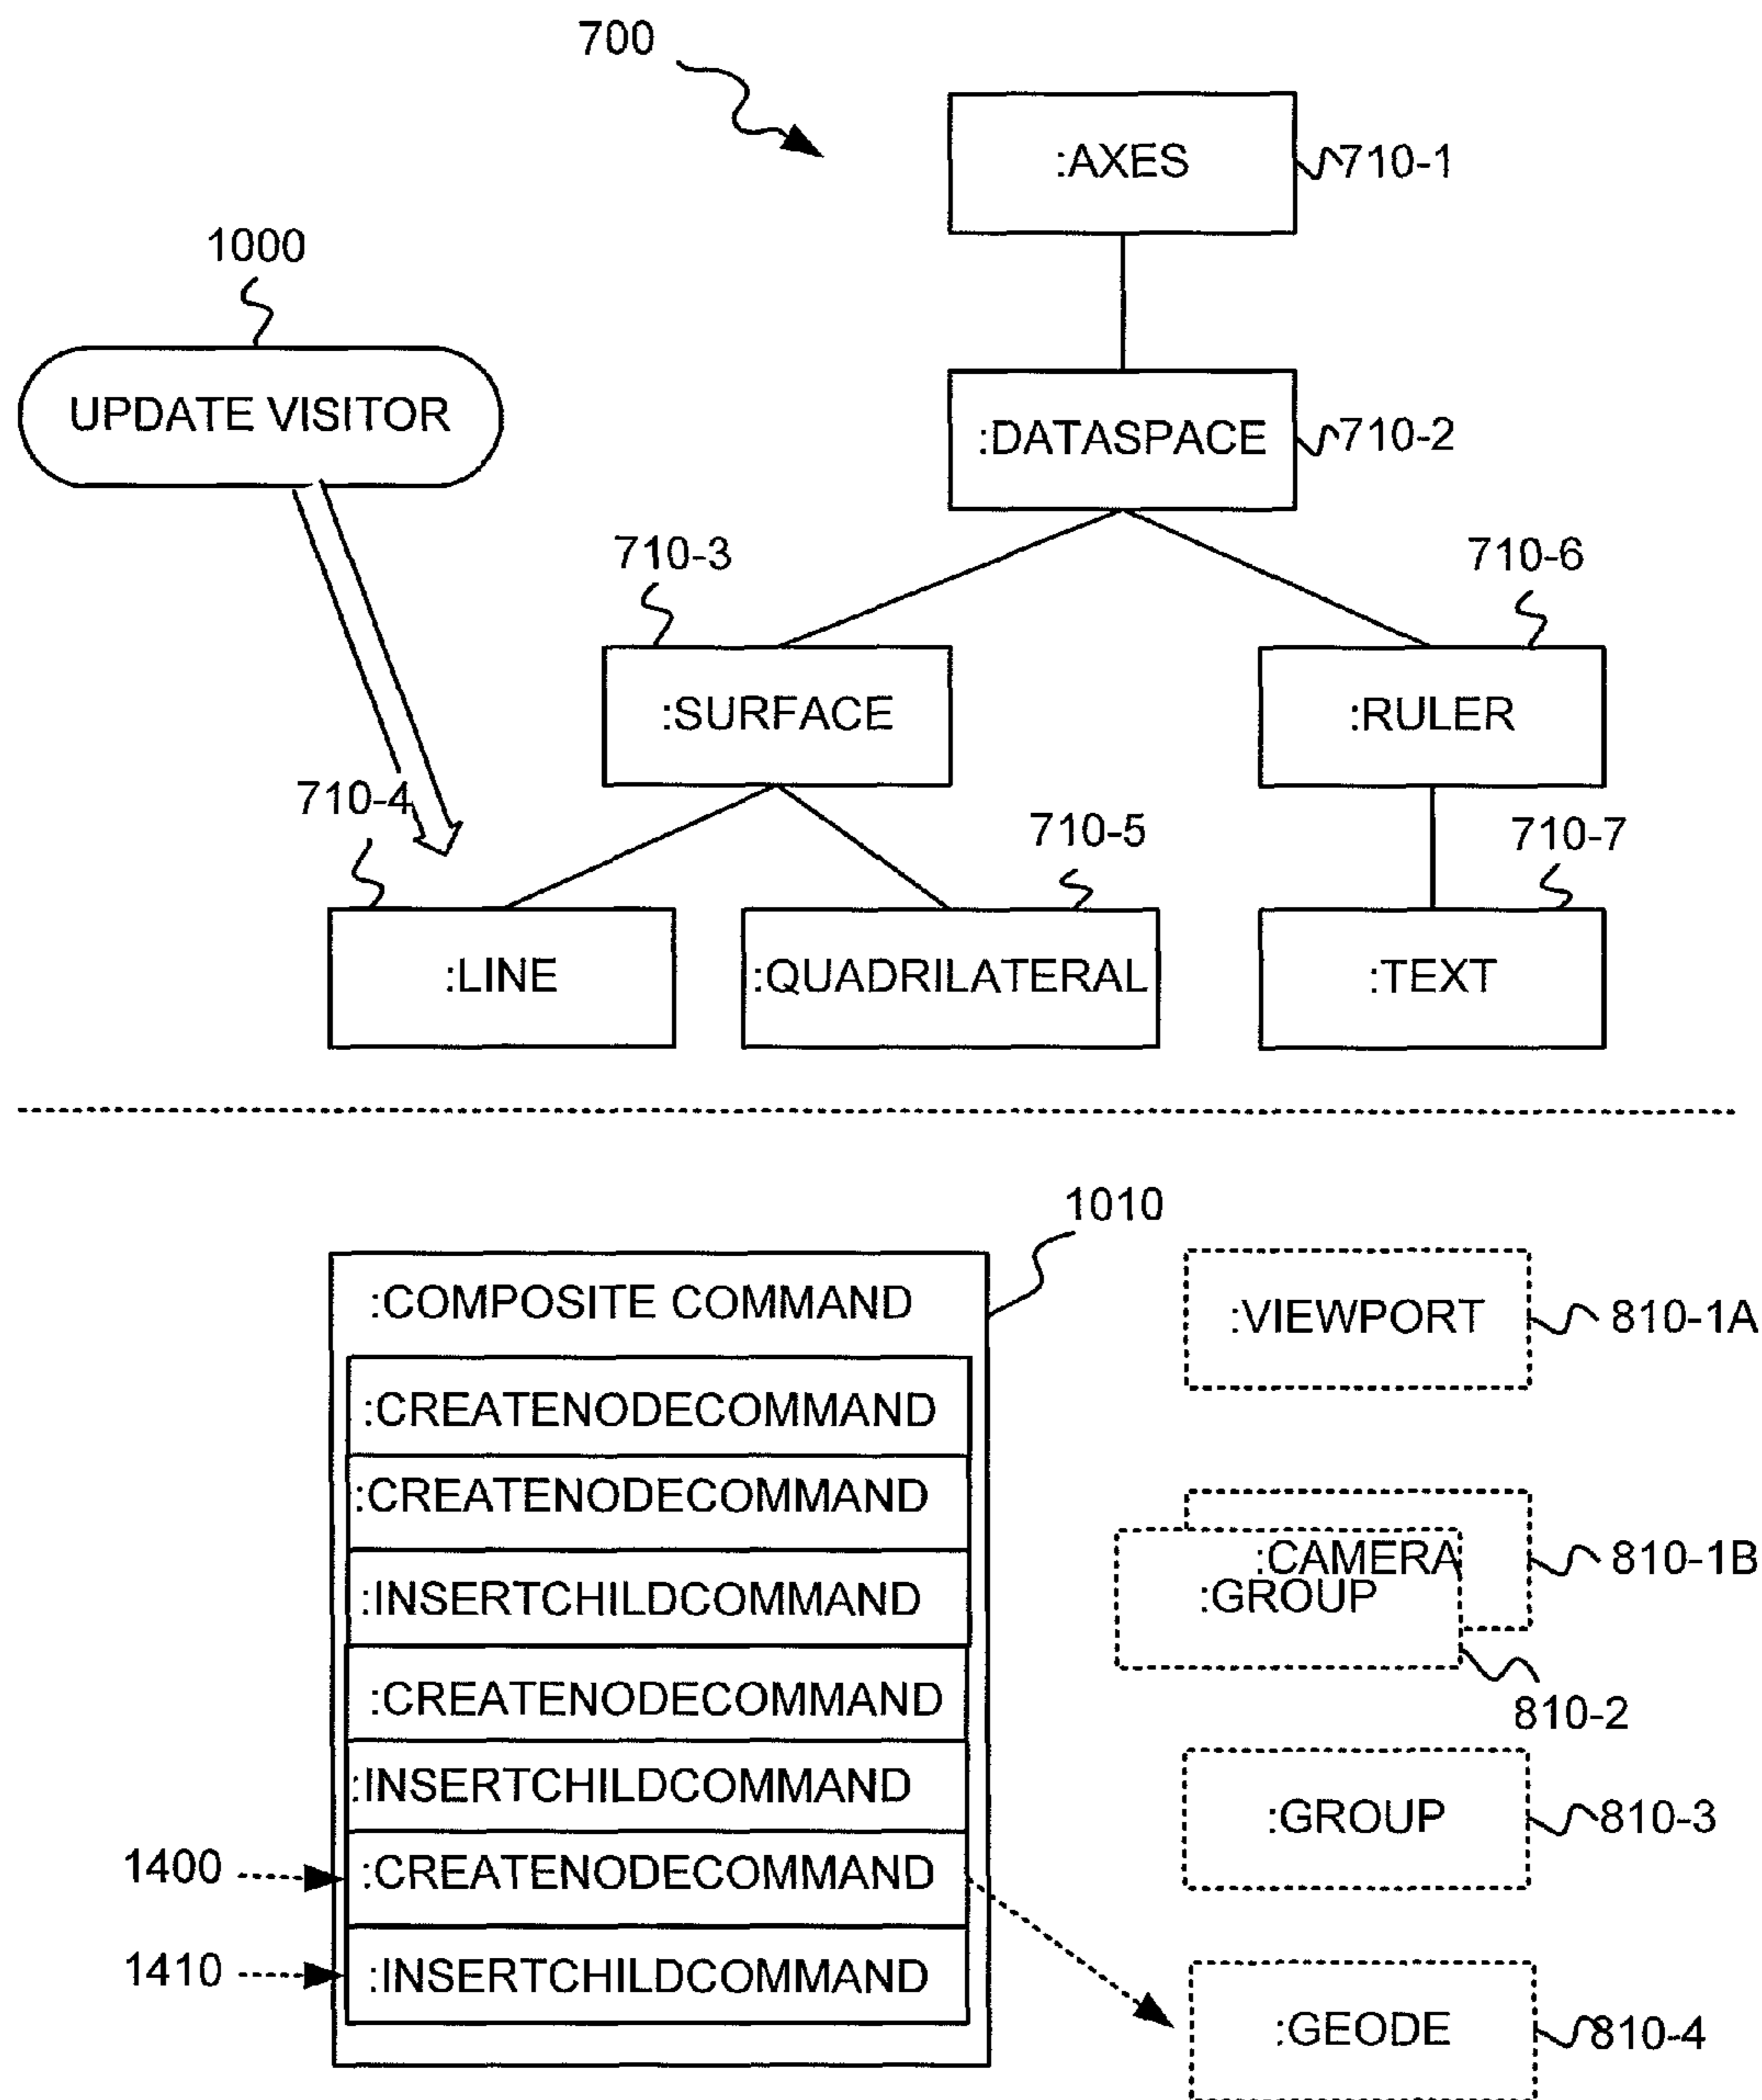 700
:AXES
710-1
1000
UPDATE VISITOR
:DATASPACE
710-2
710-3
710-6
:SURFACE
:RULER
710-4
710-5
710-7
:LINE
:QUADRILATERAL
:TEXT
1010
:COMPOSITE COMMAND
:CREATENODECOMMAND
:CREATENODECOMMAND
:INSERTCHILDCOMMAND
:CREATENODECOMMAND
:INSERTCHILDCOMMAND
1400
:CREATENODECOMMAND
1410
:INSERTCHILDCOMMAND
:VIEWPORT
810-1A
:CAMERA
810-1B
:GROUP
810-2
:GROUP
810-3
:GEODE
810-4